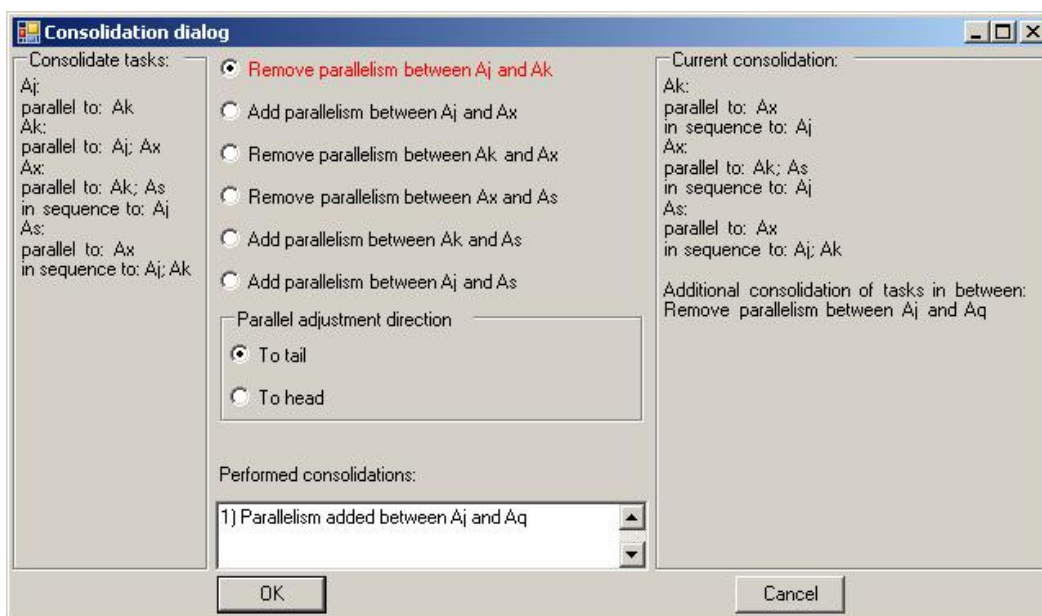 Consolidation dialog
Consolidate tasks:
Aj:
parallel to: Ak
Ak:
parallel to: Aj; Ax
Ax:
parallel to: Ak; As
in sequence to: Aj
As:
parallel to: Ax
in sequence to: Aj; Ak
Remove parallelism between Aj and Ak
Add parallelism between Aj and Ax
Remove parallelism between Ak and Ax
Remove parallelism between Ax and As
Add parallelism between Ak and As
Add parallelism between Aj and As
Parallel adjustment direction
To tail
To head
Performed consolidations:
1) Parallelism added between Aj and Aq
Current consolidation:
Ak:
parallel to: Ax
in sequence to: Aj
Ax:
parallel to: Ak; As
in sequence to: Aj
As:
parallel to: Ax
in sequence to: Aj; Ak
Additional consolidation of tasks in between:
Remove parallelism between Aj and Aq
OK
Cancel